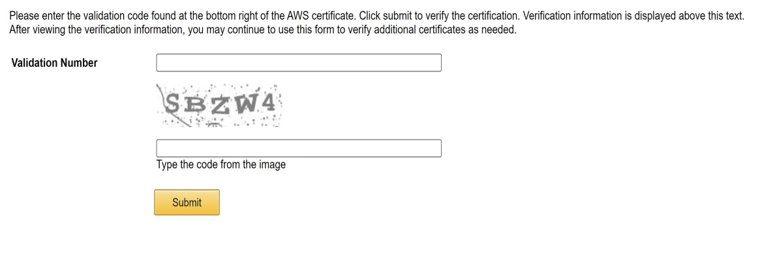 Please enter the validation code found at the bottom right of the AWS certificate. Click submit to verify the certification. Verification information is displayed above this text.
After viewing the verification information, you may continue to use this form to verify additional certificates as needed.
Validation Number
SBZW4
Type the code from the image
Submit